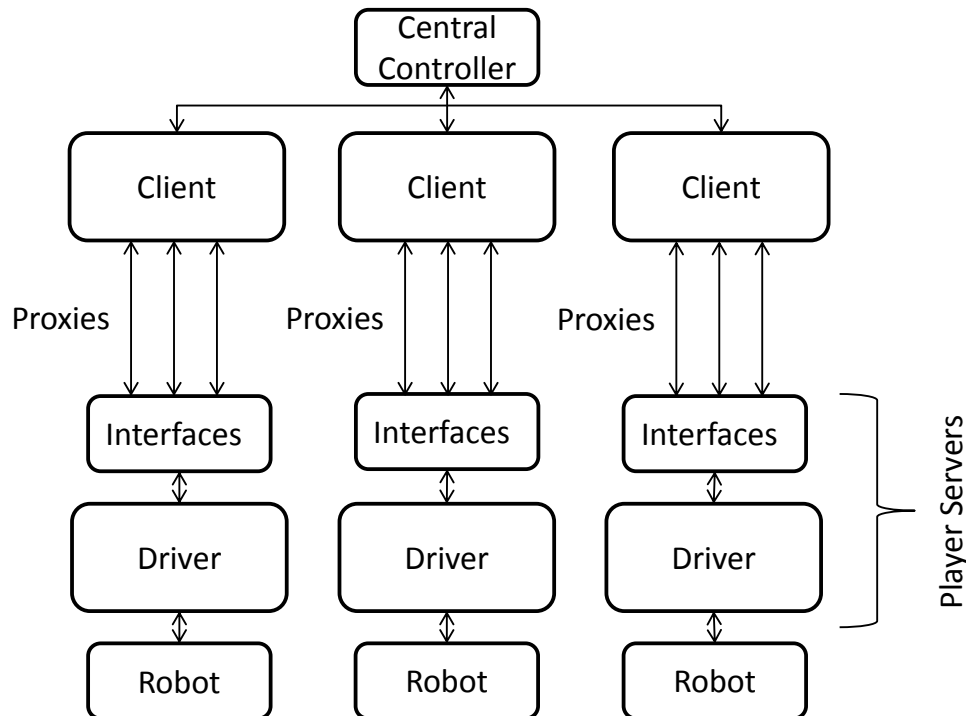 Central
Controller
Client
Client
Client
Proxies
Proxies
Proxies
Interfaces
Interfaces
Interfaces
Driver
Driver
Driver
Player Servers
Robot
Robot
Robot